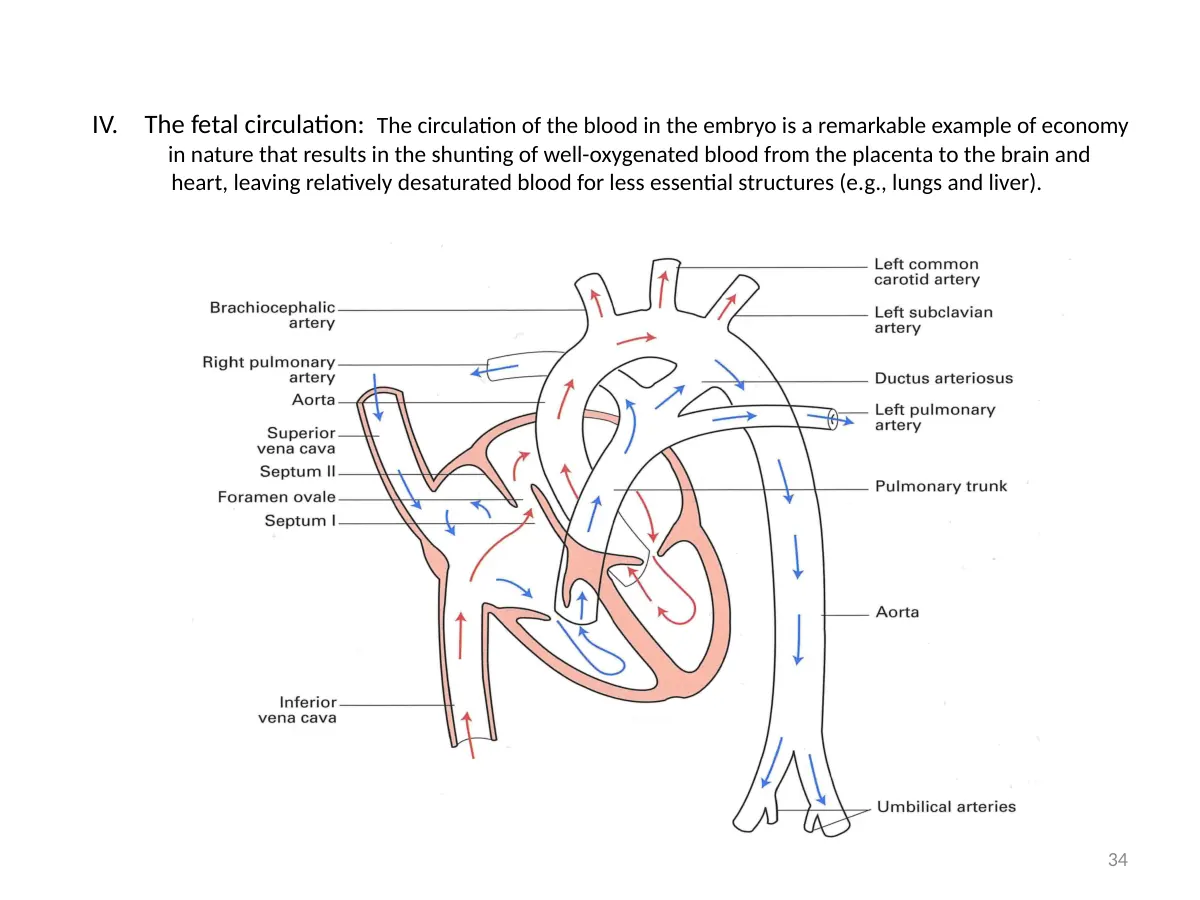 IV. The fetal circulation: The circulation of the blood in the embryo is a remarkable example of economy
in nature that results in the shunting of well-oxygenated blood from the placenta to the brain and
heart, leaving relatively desaturated blood for less essential structures (e.g., lungs and liver).
Brachiocephalic
artery
Right pulmonary
artery
Aorta
Superior
vena cava
Septum II
Foramen ovale
Septum I
Inferior
vena cava
Left common
carotid artery
Left subclavian
artery
Ductus arteriosus
Left pulmonary
artery
Pulmonary trunk
Aorta
Umbilical arteries
34